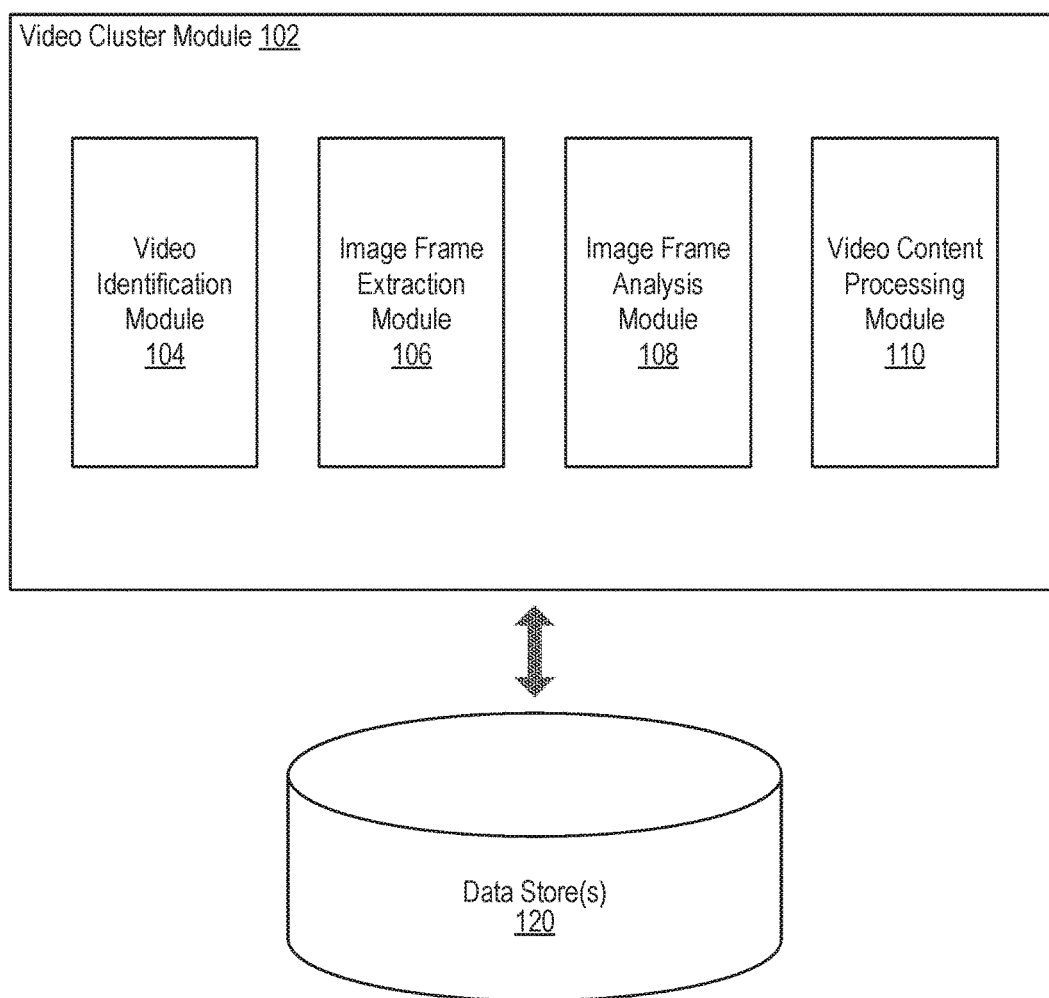 Video Cluster Module 102
Video
Identification
Module
104
Image Frame
Extraction
Module
106
Image Frame
Analysis
Module
108
Video Content
Processing
Module
110
Data Store(s)
120